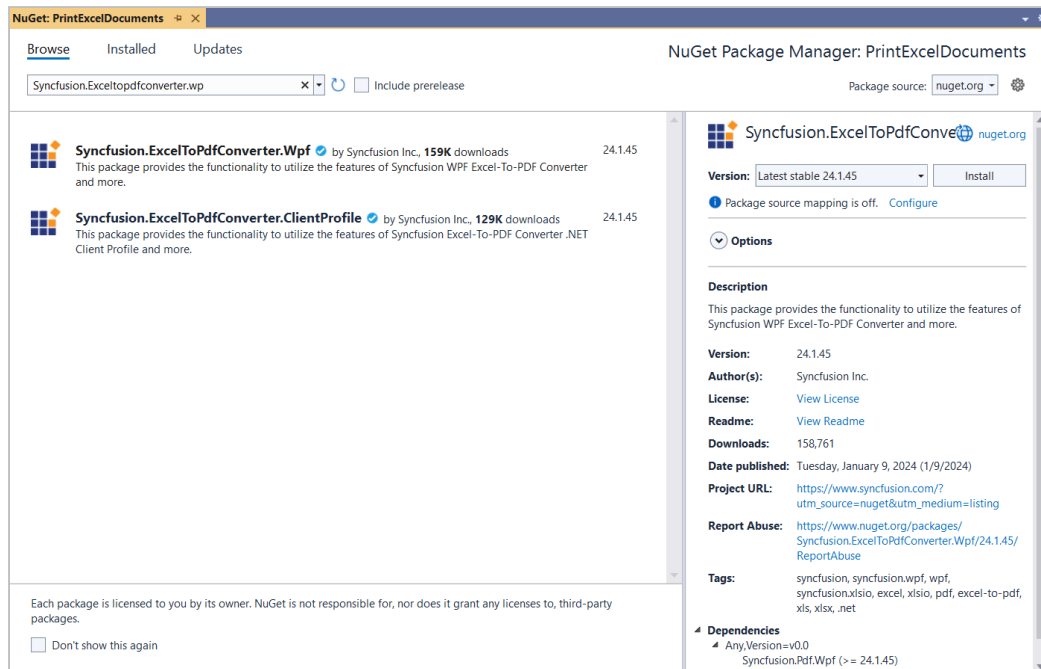 NuGet: PrintExcelDocuments
Browse Installed Updates
NuGet Package Manager: PrintExcelDocuments
Syncfusion.Exceltopdfconverter.wp
Include prerelease
Package source: nuget.org
Syncfusion.ExcelToPdfConverter.Wpf by Syncfusion Inc., 159K downloads
24.1.45
This package provides the functionality to utilize the features of Syncfusion WPF Excel-To-PDF Converter
and more.
Syncfusion.ExcelToPdfConverter.ClientProfile by Syncfusion Inc., 129K downloads
24.1.45
This package provides the functionality to utilize the features of Syncfusion Excel-To-PDF Converter .NET
Client Profile and more.
Each package is licensed to you by its owner. NuGet is not responsible for, nor does it grant any licenses to, third-party
packages.
Don't show this again
Syncfusion.ExcelToPdfConve nuget.org
Version: Latest stable 24.1.45 Install
Package source mapping is off. Configure
Options
Description
This package provides the functionality to utilize the features of
Syncfusion WPF Excel-To-PDF Converter and more.
Version: 24.1.45
Author(s): Syncfusion Inc.
License: View License
Readme: View Readme
Downloads: 158,761
Date published: Tuesday, January 9, 2024 (1/9/2024)
Project URL: https://www.syncfusion.com/?
utm_source=nuget&utm_medium=listing
Report Abuse: https://www.nuget.org/packages/
Syncfusion.ExcelToPdfConverter.Wpf/24.1.45/
ReportAbuse
Tags: syncfusion, syncfusion.wpf, wpf,
syncfusion.xlsio, excel, xlsio, pdf, excel-to-pdf,
xls, xlsx, .net
Dependencies
Any,Version=v0.0
Syncfusion.Pdf.Wpf (>= 24.1.45)